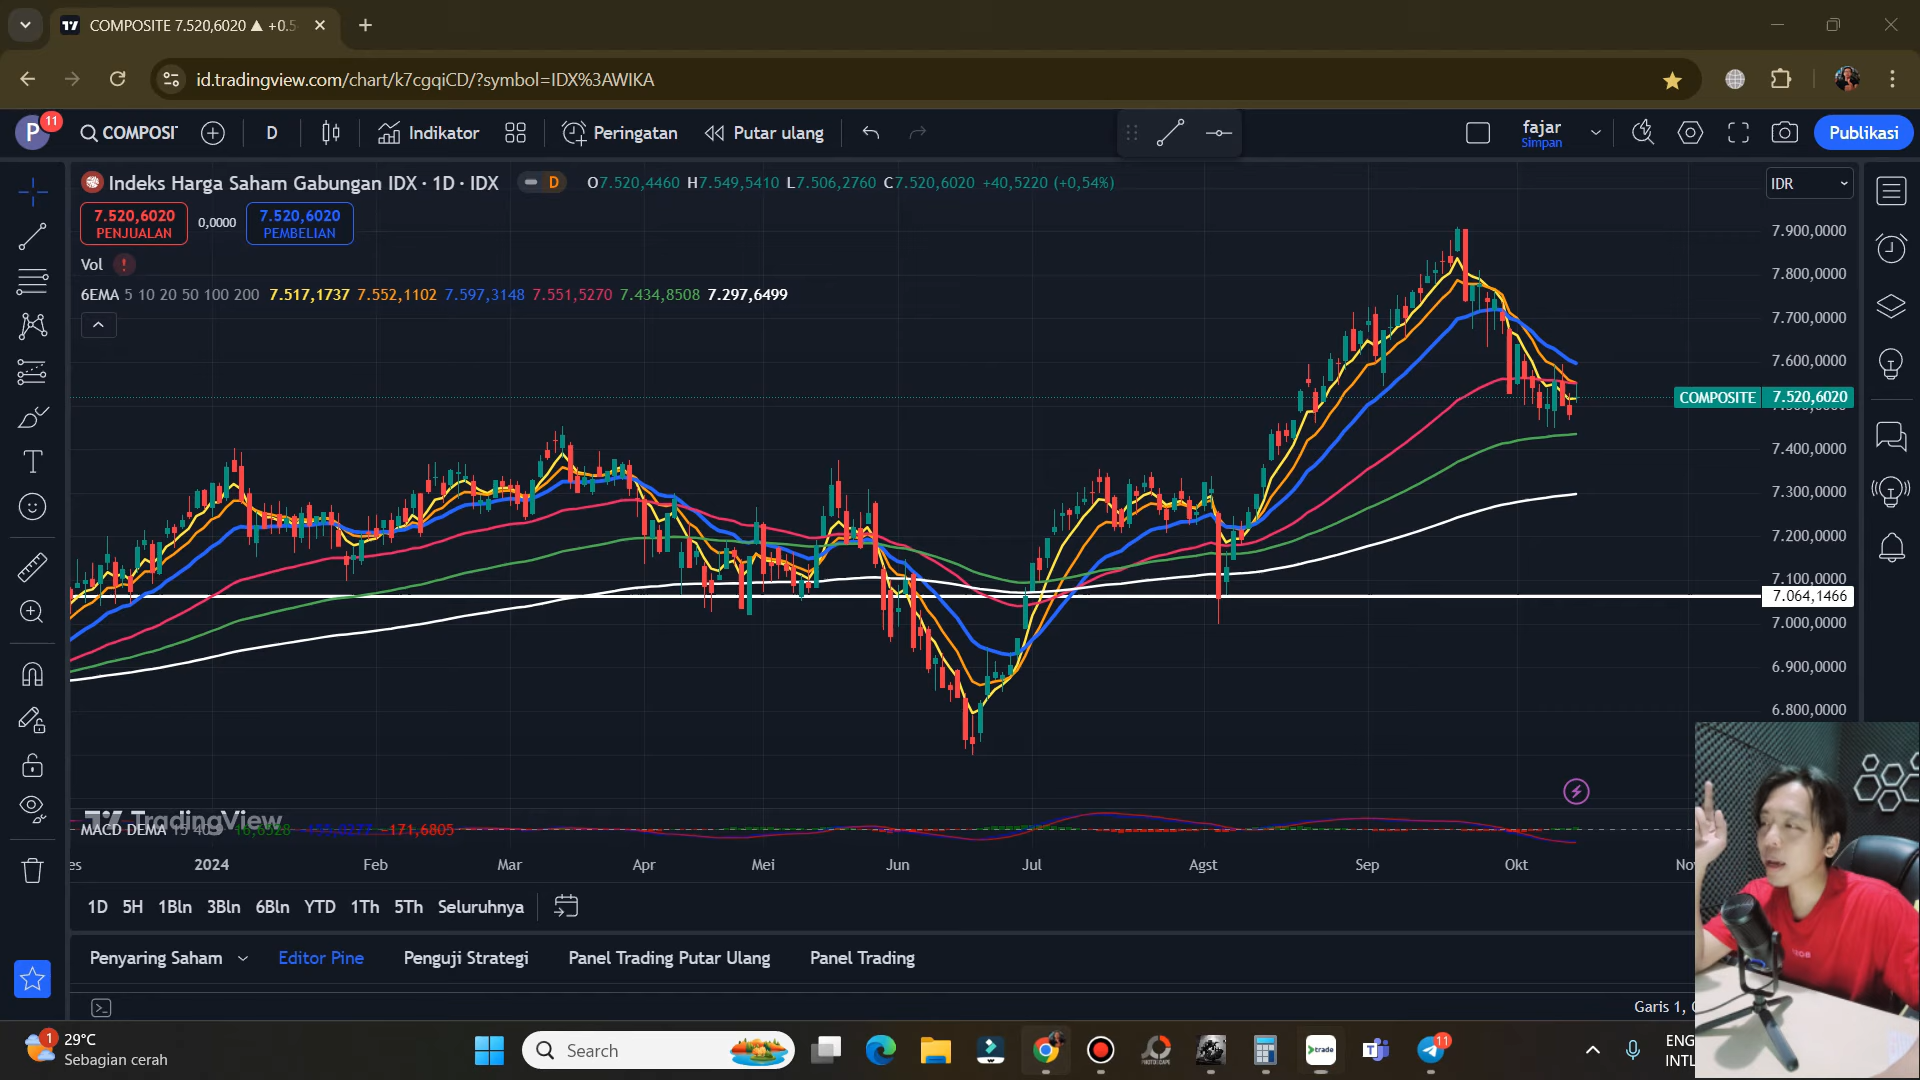 COMPOSITE 7.520,6020 ▲ +0.5
id.tradingview.com/chart/k7cgqiCD/?symbol=IDX%3AWIKA
P
11
COMPOSIT
D
Indikator
Peringatan
Putar ulang
fajar
Simpan
Publikasi
Indeks Harga Saham Gabungan IDX · 1D · IDX
D
O7.520,4460 H7.549,5410 L7.506,2760 C7.520,6020 +40,5220 (+0,54%)
IDR
7.520,6020
PENJUALAN
0,0000
7.520,6020
PEMBELIAN
Vol
6EMA 5 10 20 50 100 200 7.517,1737 7.552,1102 7.597,3148 7.551,5270 7.434,8508 7.297,6499
7.900,0000
7.800,0000
7.700,0000
7.600,0000
COMPOSITE 7.520,6020
7.400,0000
7.300,0000
7.200,0000
7.100,0000
7.064,1466
7.000,0000
6.900,0000
6.800,0000
TradingView
MACD DEMA
-171,6805
2024
Feb
Mar
Apr
Mei
Jun
Jul
Agst
Sep
Okt
1D 5H 1Bln 3Bln 6Bln YTD 1Th 5Th Seluruhnya
Penyaring Saham
Editor Pine
Penguji Strategi
Panel Trading Putar Ulang
Panel Trading
Garis 1,
1
29°C
Sebagian cerah
Search
trade
11
ENG
INTL